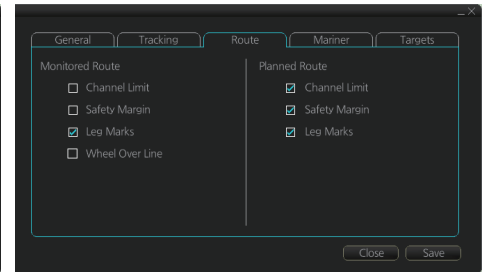 General Tracking Route Mariner Targets
Monitored Route
Channel Limit
Safety Margin
Leg Marks
Wheel Over Line
Planned Route
Channel Limit
Safety Margin
Leg Marks
Close Save